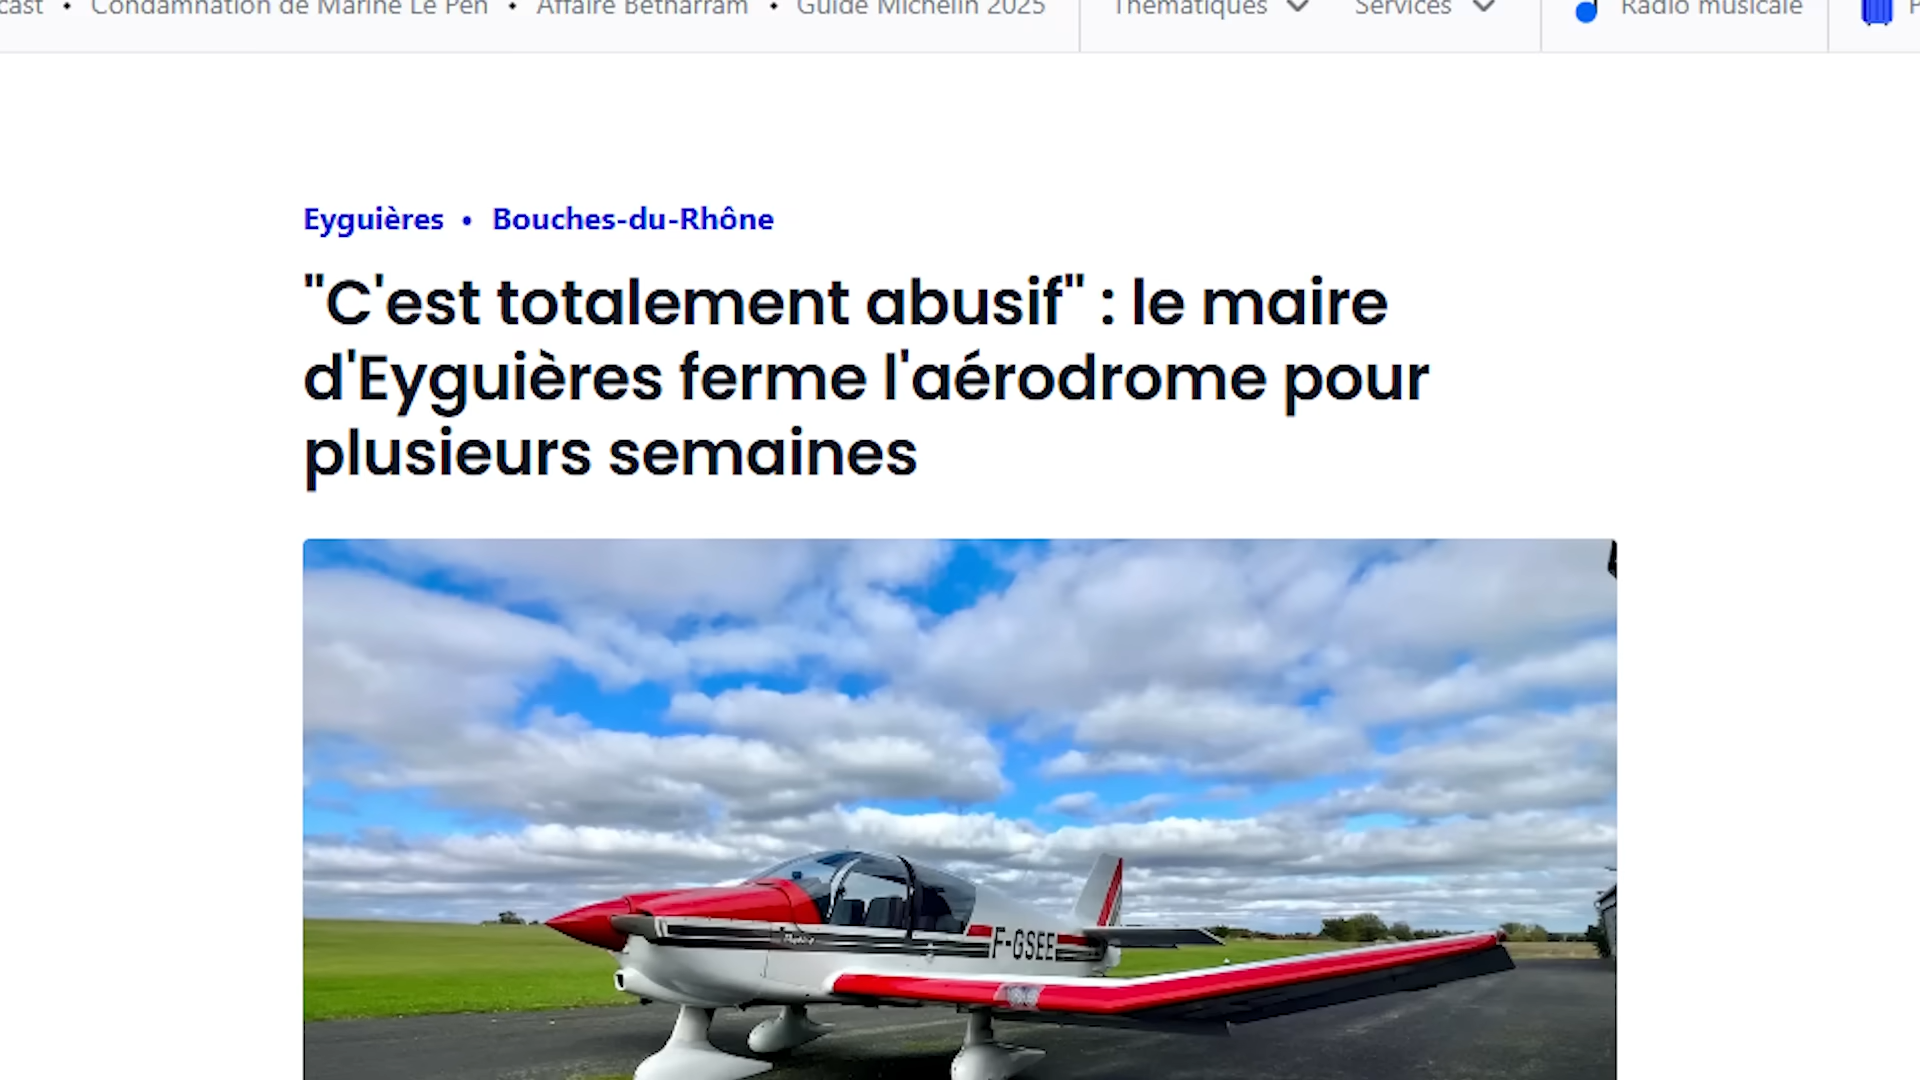 cast • Condamnation de Marine Le Pen • Affaire Bétharram • Guide Michelin 2025 Thématiques Services Radio musicale
Eyguières • Bouches-du-Rhône
"C'est totalement abusif" : le maire
d'Eyguières ferme l'aérodrome pour
plusieurs semaines
F-GSEE